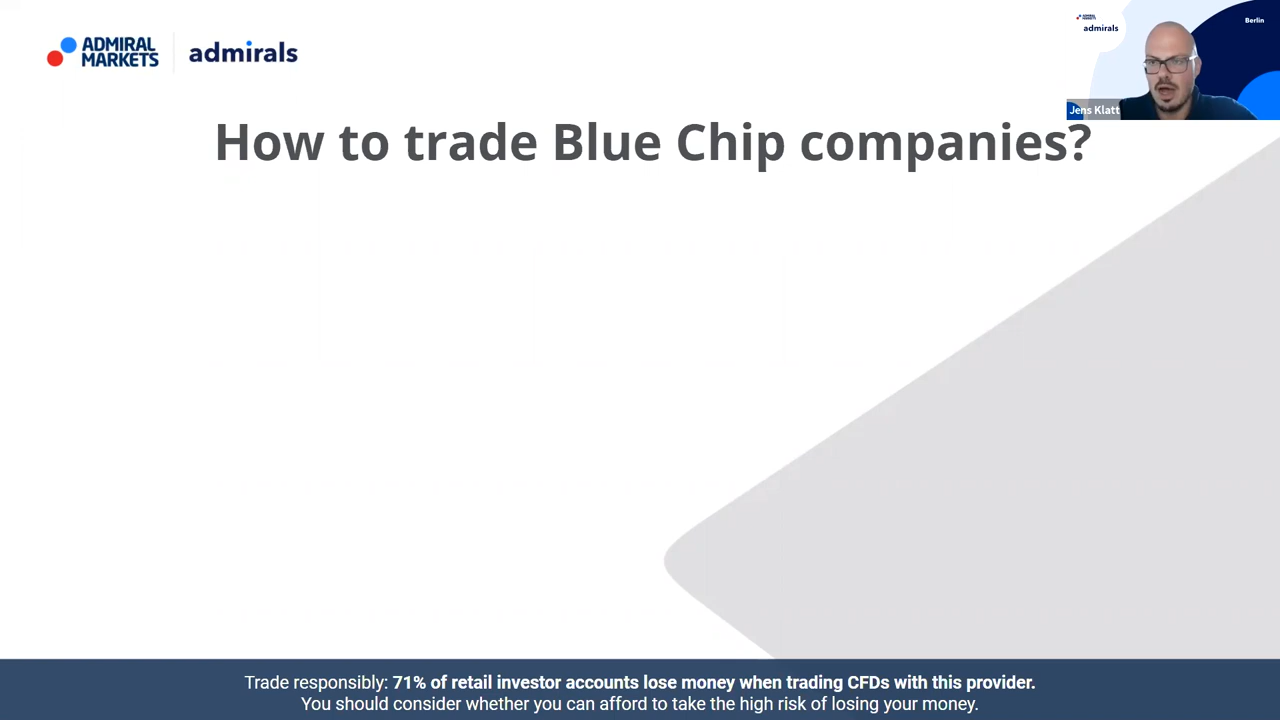 ADMIRAL
MARKETS
admirals
ADMIRAL
MARKETS
admirals
Berlin
Jens Klatt
How to trade Blue Chip companies?
Trade responsibly: 71% of retail investor accounts lose money when trading CFDs with this provider.
You should consider whether you can afford to take the high risk of losing your money.